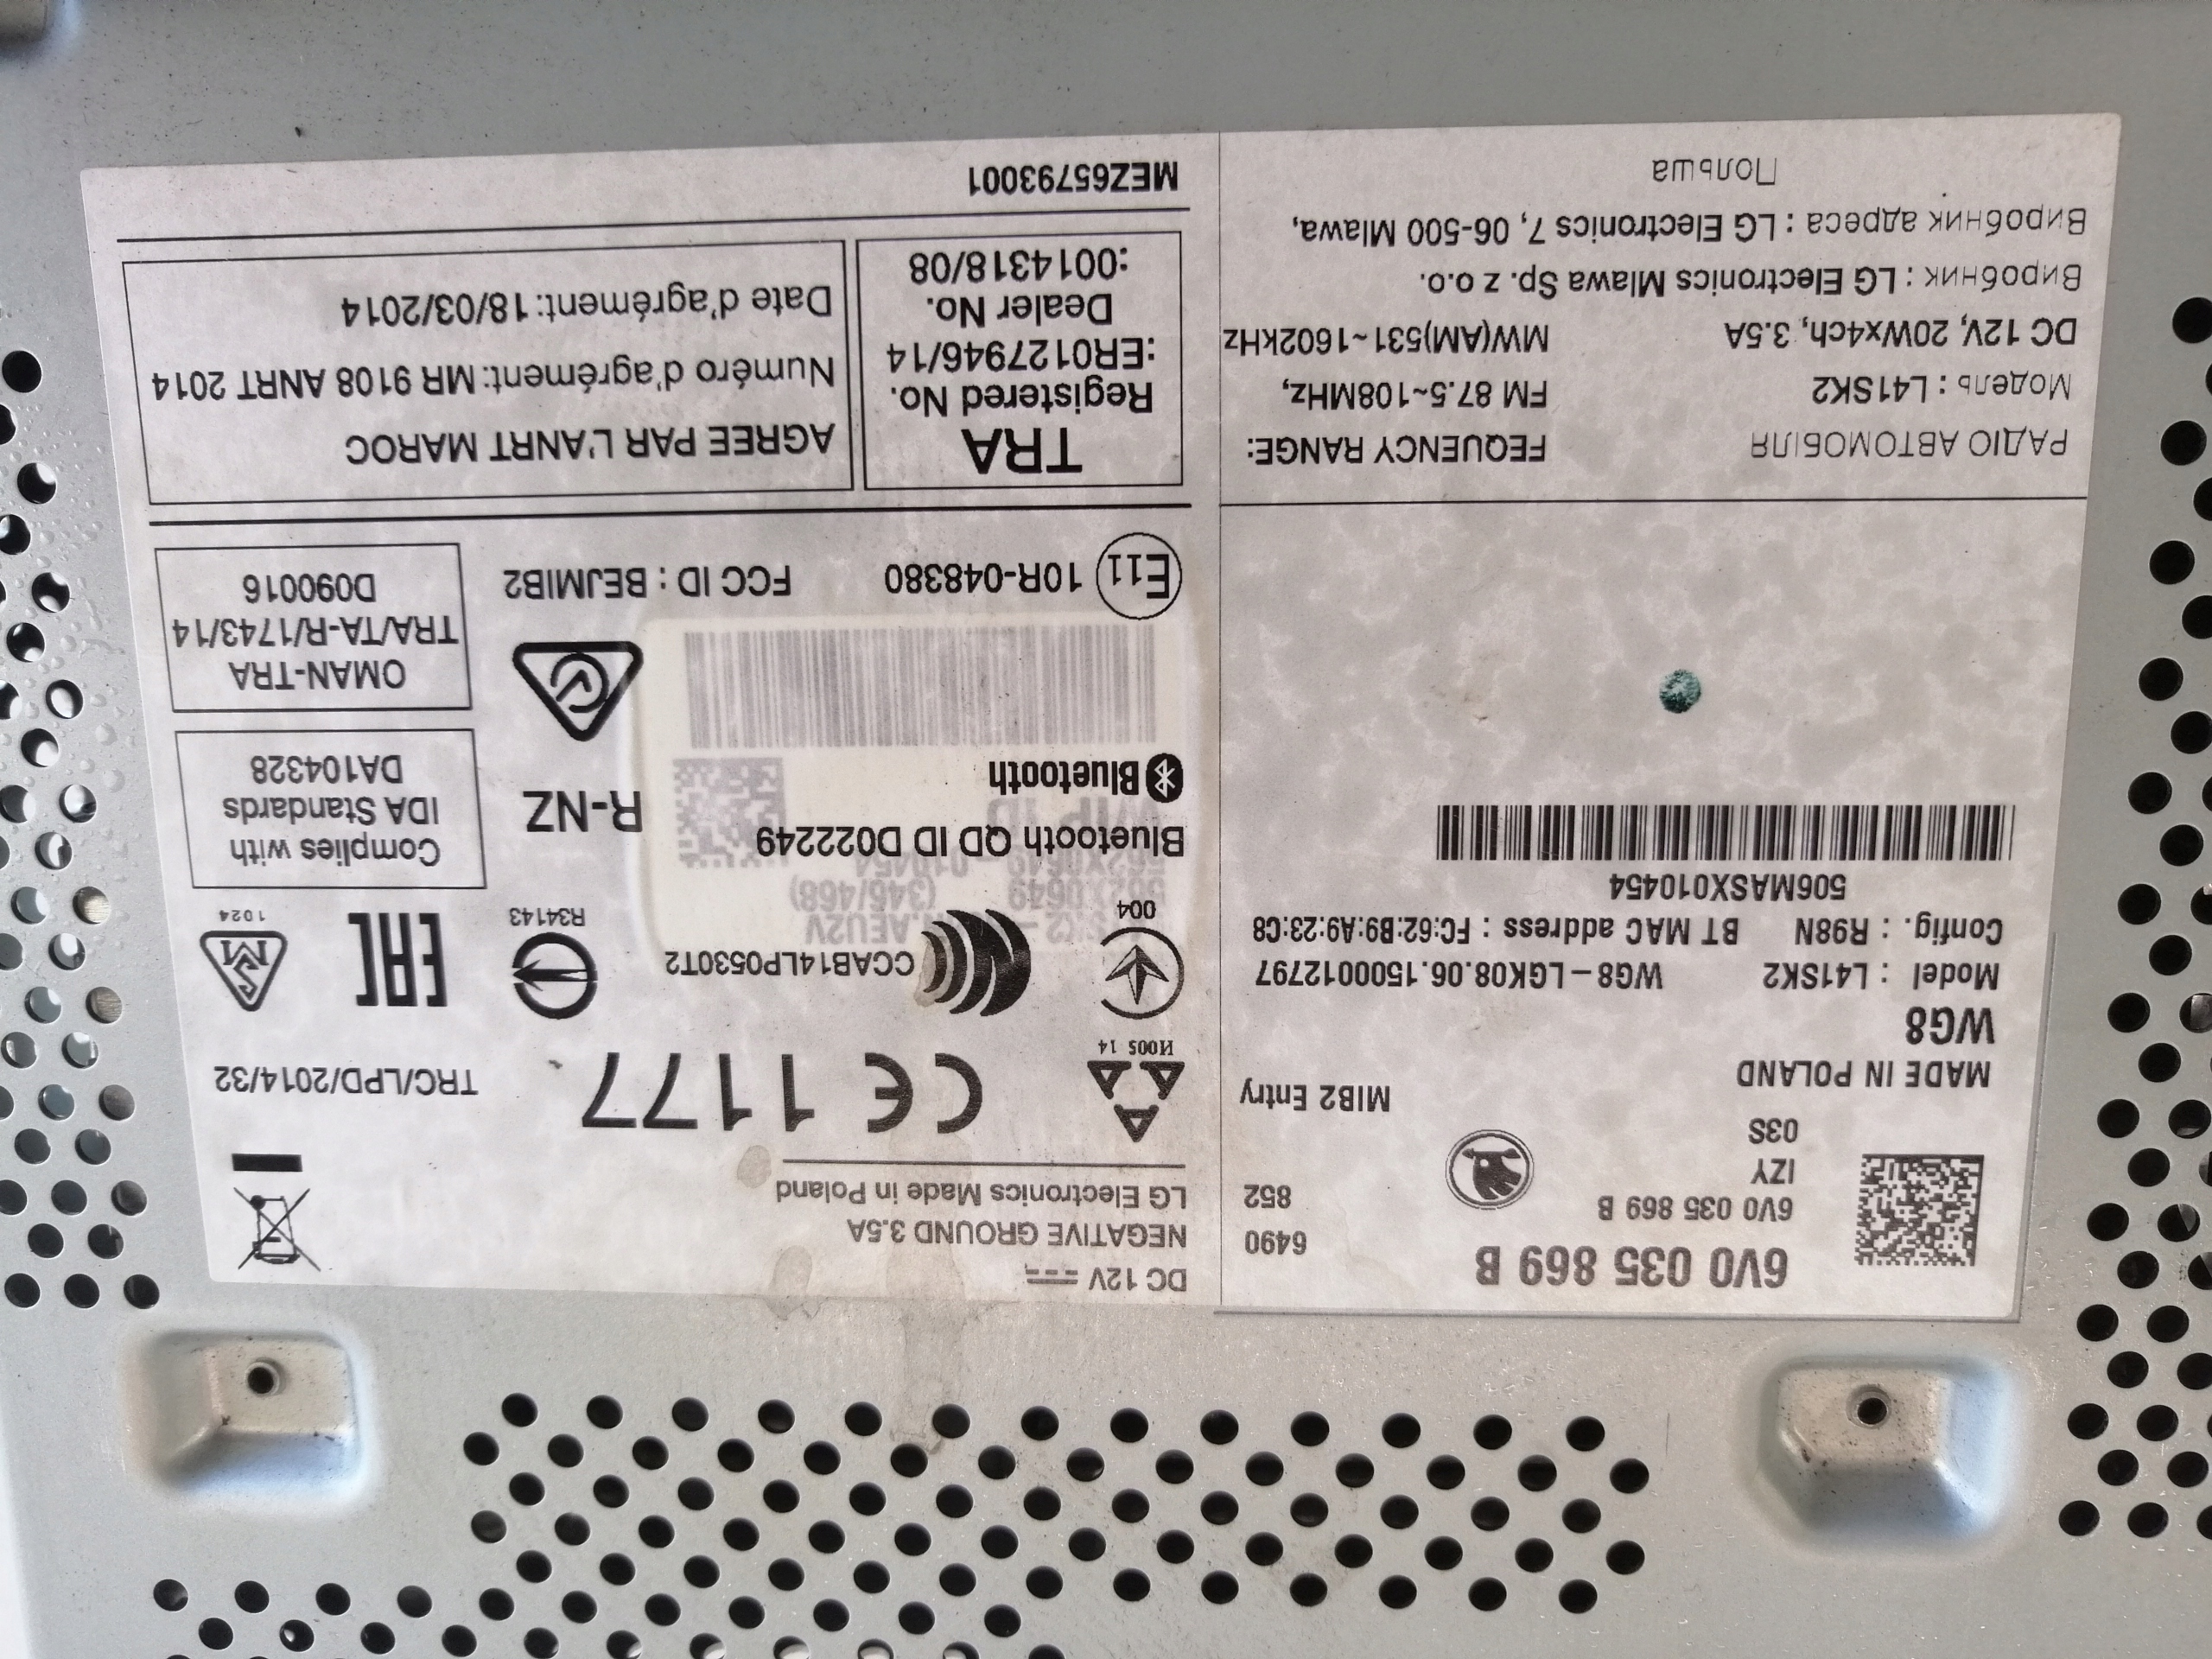 6V0 035 869 B
6490
6V0 035 869 B
852
IZY
03S
MIB2 Entry
MADE IN POLAND
WG8
Model : L41SK2 WG8-LGK08.06.1500012797
Config. : R98N BT MAC address : FC:62:B9:A9:23:C8
506MASX010454
РАДІО АВТОМОБІЛЯ
FEQUENCY RANGE:
Модель : L41SK2
FM 87.5~108MHz,
DC 12V, 20Wx4ch, 3.5A
MW(AM)531~1602kHz
Виробник : LG Electronics Mlawa Sp. z o.o.
Виробник адреса : LG Electronics 7, 06-500 Mlawa,
Польша
DC 12V
NEGATIVE GROUND 3.5A
LG Electronics Made in Poland
CE 1177
TRC/LPD/2014/32
И005 14
004
CCAB14LP0530T2
R34143
EAC
1024
Bluetooth QD ID D022249
Bluetooth
R-NZ
Complies with
IDA Standards
DA104328
OMAN-TRA
TRA/TA-R/1743/14
D090016
E11 10R-048380
FCC ID : BEJMIB2
TRA
Registered No.
:ER0127946/14
Dealer No.
:0014318/08
AGREE PAR L'ANRT MAROC
Numéro d'agrément: MR 9108 ANRT 2014
Date d'agrément: 18/03/2014
MEZ65793001